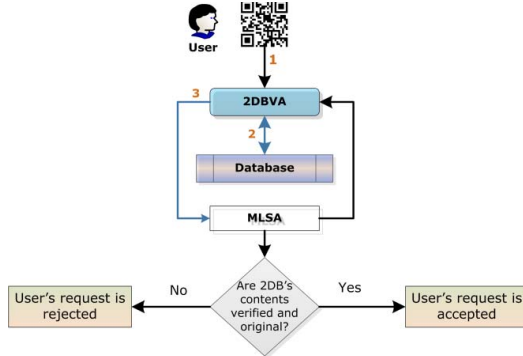 User
1
3
2DBVA
2
Database
MLSA
Are 2DB's
contents
verified and
original?
No
Yes
User's request is
rejected
User's request is
accepted